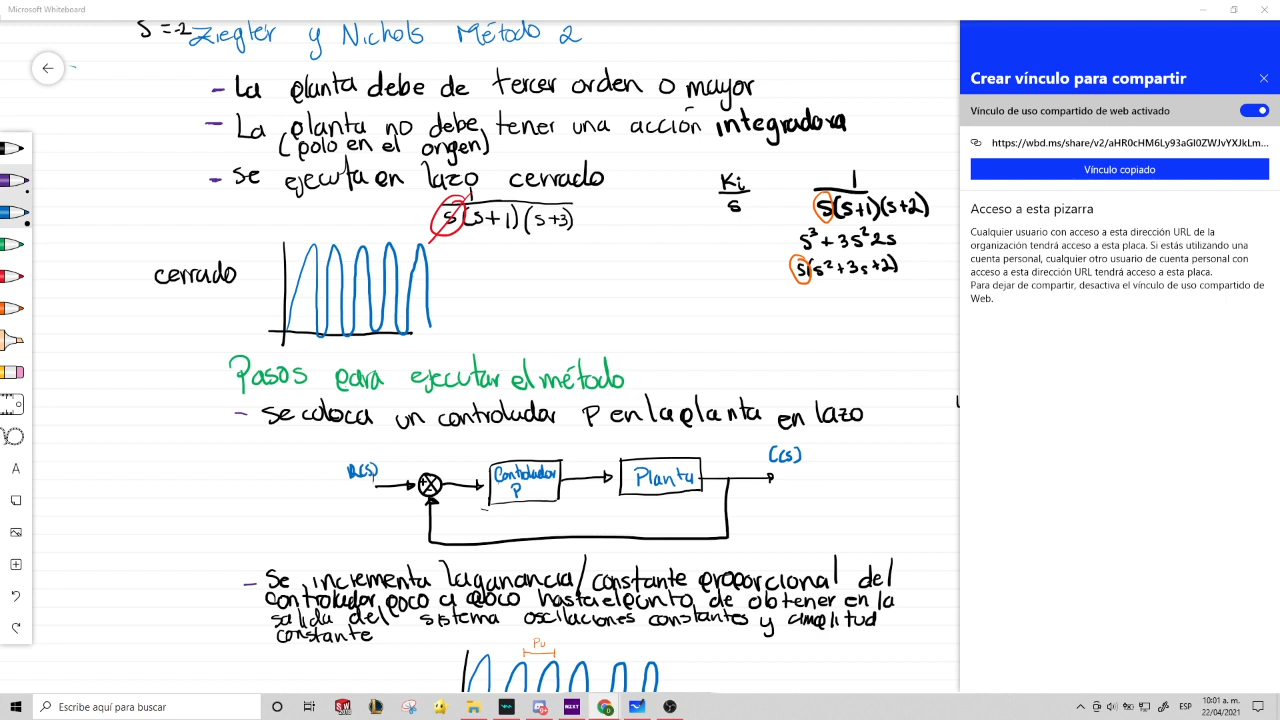 Microsoft Whiteboard
S = -2
Ziegler y Nichols Método 2
- La planta debe de tercer orden o mayor
- La planta no debe tener una acción integradora
(polo en el origen)
- Se ejecuta en lazo cerrado
1
s(s+1)(s+3)
Ki
s
1
s(s+1)(s+2)
s³ + 3s² 2s
s(s² + 3s + 2)
cerrado
Pasos para ejecutar el método
- Se coloca un controlador P en la planta en lazo
R(s)
+
-
Controlador
P
Planta
C(s)
- Se incrementa la ganancia/constante proporcional del
controlador poco a poco hasta el punto de obtener en la
salida del sistema oscilaciones constantes y amplitud
constante
Pu
Crear vínculo para compartir
Vínculo de uso compartido de web activado
https://wbd.ms/share/v2/aHR0cHM6Ly93aGl0ZWJvYXJkLm...
Vínculo copiado
Acceso a esta pizarra
Cualquier usuario con acceso a esta dirección URL de la
organización tendrá acceso a esta placa. Si estás utilizando una
cuenta personal, cualquier otro usuario de cuenta personal con
acceso a esta dirección URL tendrá acceso a esta placa.
Para dejar de compartir, desactiva el vínculo de uso compartido de
Web.
A
Escribe aquí para buscar
ESP
10:01 a. m.
22/04/2021